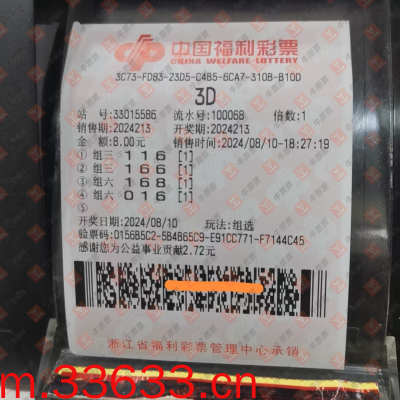 中国福利彩票
CHINA WELFARE LOTTERY
3C73-FD83-23D5-C4B5-6CA7-310B-B10D
3D
站 号:33015586 流水号:100068 倍数:1
销售期:2024213 开奖期:2024213
金 额:8.00元 销售时间:2024/08/10-18:27:19
① 组三 116 [1]
② 组三 166 [1]
③ 组六 168 [1]
④ 组六 016 [1]
⑤
开奖日期:2024/08/10 玩法:组选
验票码:0156B5C2-5B4B65C9-E91CC771-F7144C45
感谢您为公益事业贡献2.72元
浙江省福利彩票管理中心承销
m.33633.cn